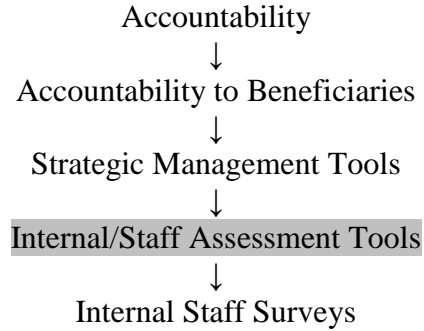 Accountability
↓
Accountability to Beneficiaries
↓
Strategic Management Tools
↓
Internal/Staff Assessment Tools
↓
Internal Staff Surveys